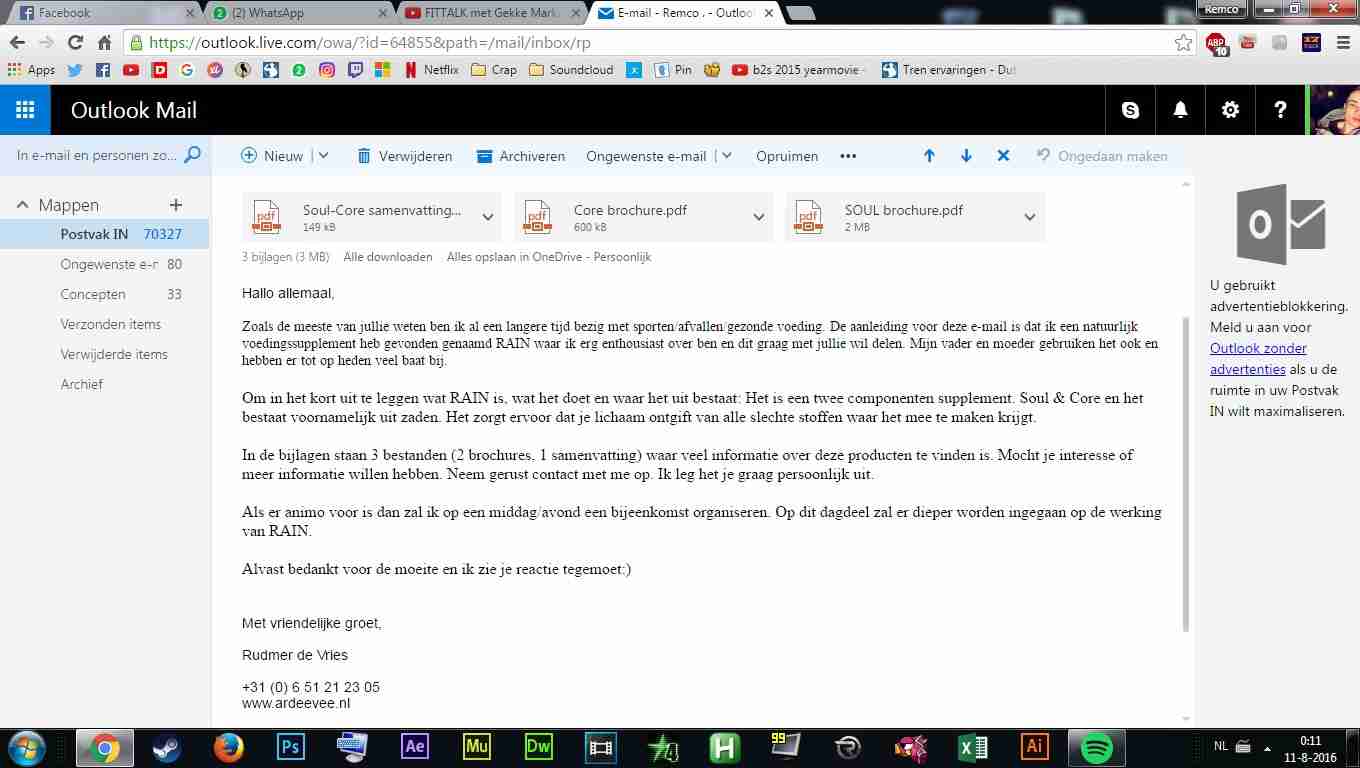 Facebook
(2) WhatsApp
FITTALK met Gekke Mark
E-mail - Remco . - Outloo
Remco
https://outlook.live.com/owa/?id=64855&path=/mail/inbox/rp
ABP
10
Apps
Netflix
Crap
Soundcloud
Pin
b2s 2015 yearmovie -
Tren ervaringen - Dut
Outlook Mail
In e-mail en personen zo...
Nieuw
Verwijderen
Archiveren
Ongewenste e-mail
Opruimen
Ongedaan maken
Mappen
Postvak IN 70327
Ongewenste e-r 80
Concepten 33
Verzonden items
Verwijderde items
Archief
pdf
Soul-Core samenvatting...
149 kB
pdf
Core brochure.pdf
600 kB
pdf
SOUL brochure.pdf
2 MB
3 bijlagen (3 MB) Alle downloaden Alles opslaan in OneDrive - Persoonlijk
Hallo allemaal,
Zoals de meeste van jullie weten ben ik al een langere tijd bezig met sporten/afvallen/gezonde voeding. De aanleiding voor deze e-mail is dat ik een natuurlijk
voedingssupplement heb gevonden genaamd RAIN waar ik erg enthousiast over ben en dit graag met jullie wil delen. Mijn vader en moeder gebruiken het ook en
hebben er tot op heden veel baat bij.
Om in het kort uit te leggen wat RAIN is, wat het doet en waar het uit bestaat: Het is een twee componenten supplement. Soul & Core en het
bestaat voornamelijk uit zaden. Het zorgt ervoor dat je lichaam ontgift van alle slechte stoffen waar het mee te maken krijgt.
In de bijlagen staan 3 bestanden (2 brochures, 1 samenvatting) waar veel informatie over deze producten te vinden is. Mocht je interesse of
meer informatie willen hebben. Neem gerust contact met me op. Ik leg het je graag persoonlijk uit.
Als er animo voor is dan zal ik op een middag/avond een bijeenkomst organiseren. Op dit dagdeel zal er dieper worden ingegaan op de werking
van RAIN.
Alvast bedankt voor de moeite en ik zie je reactie tegemoet:)
Met vriendelijke groet,
Rudmer de Vries
+31 (0) 6 51 21 23 05
www.ardeevee.nl
U gebruikt
advertentieblokkering.
Meld u aan voor
Outlook zonder
advertenties als u de
ruimte in uw Postvak
IN wilt maximaliseren.
Ps
Ae
Mu
Dw
H
99
Ai
NL
0:11
11-8-2016